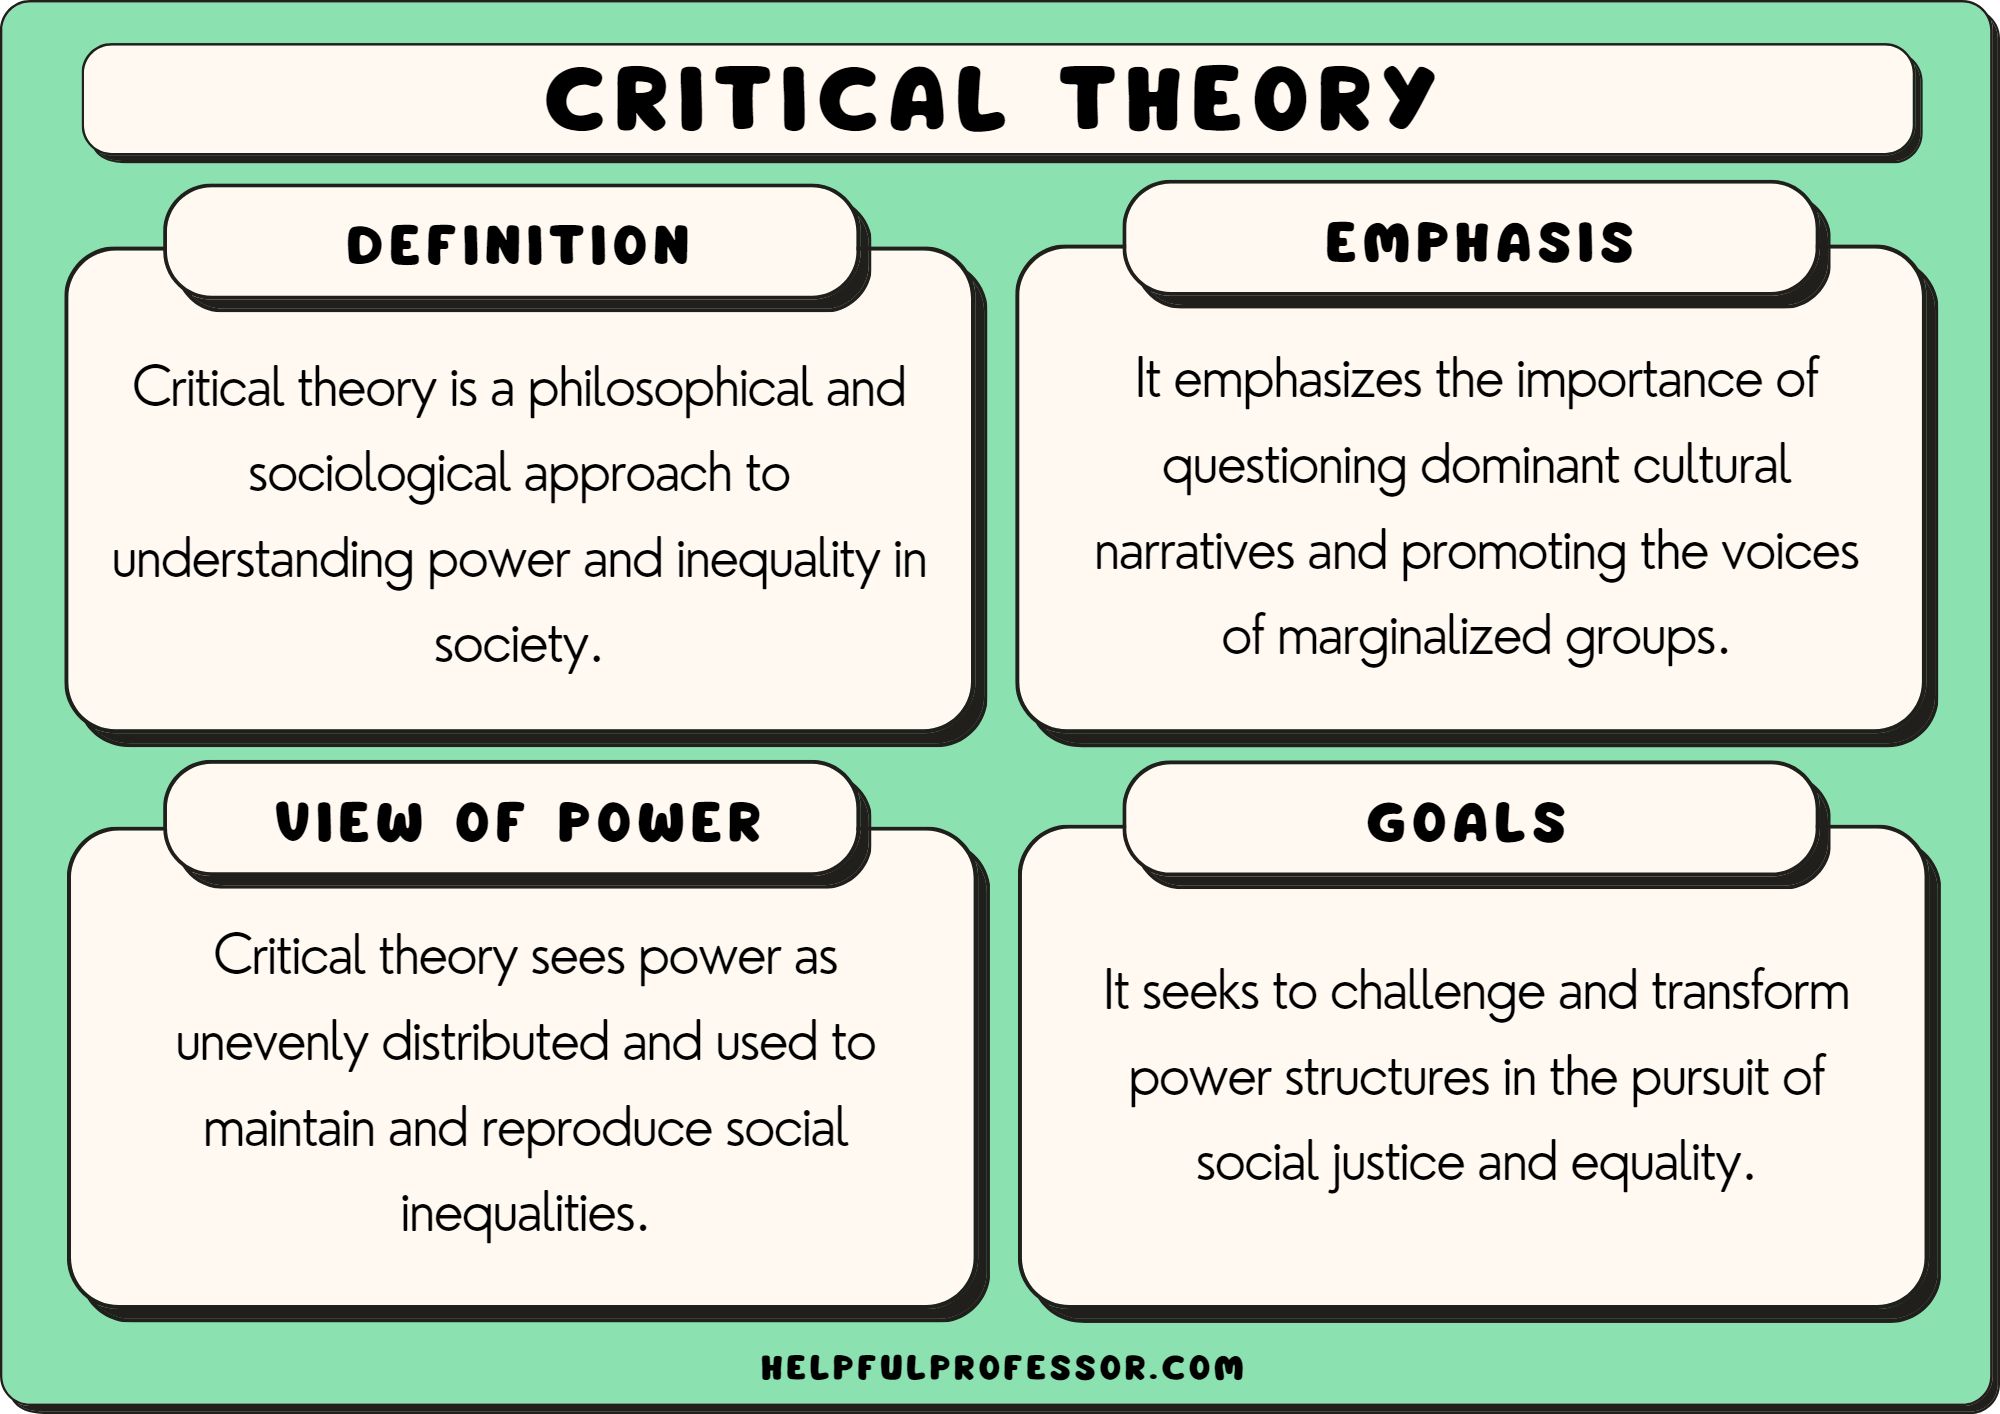 CRITICAL THEORY
DEFINITION
Critical theory is a philosophical and
sociological approach to
understanding power and inequality in
society.
EMPHASIS
It emphasizes the importance of
questioning dominant cultural
narratives and promoting the voices
of marginalized groups.
VIEW OF POWER
Critical theory sees power as
unevenly distributed and used to
maintain and reproduce social
inequalities.
GOALS
It seeks to challenge and transform
power structures in the pursuit of
social justice and equality.
HELPFULPROFESSOR.COM